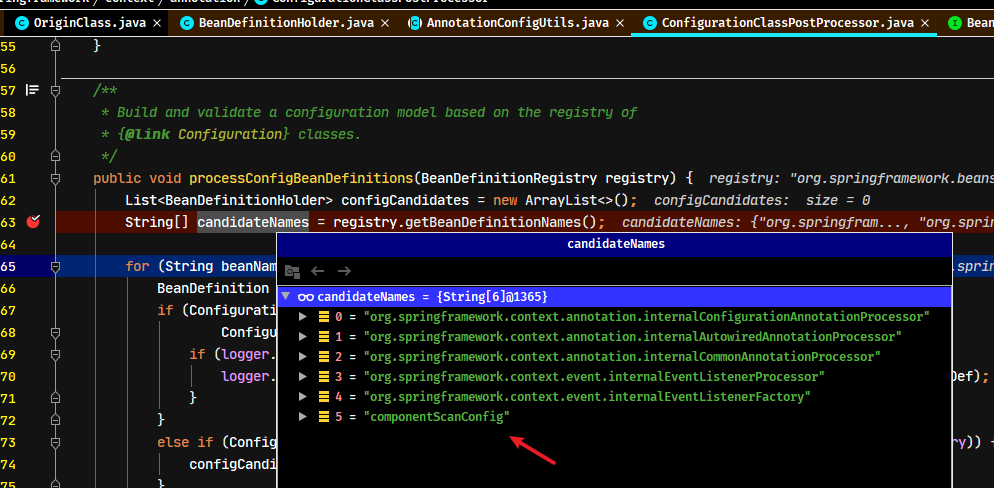 OriginClass.java × BeanDefinitionHolder.java × AnnotationConfigUtils.java × ConfigurationClassPostProcessor.java × Bean
55 }
56
57 /**
58 * Build and validate a configuration model based on the registry of
59 * {@link Configuration} classes.
60 */
61 public void processConfigBeanDefinitions(BeanDefinitionRegistry registry) { registry: "org.springframework.beans
62 List<BeanDefinitionHolder> configCandidates = new ArrayList<>(); configCandidates: size = 0
63 String[] candidateNames = registry.getBeanDefinitionNames(); candidateNames: {"org.springfram..., "org.spri
64 candidateNames
65 for (String beanNam
66 BeanDefinition
candidateNames = {String[6]@1365}
67 if (Configuration
0 = "org.springframework.context.annotation.internalConfigurationAnnotationProcessor"
68 Configu
1 = "org.springframework.context.annotation.internalAutowiredAnnotationProcessor"
69 if (logger.
2 = "org.springframework.context.annotation.internalCommonAnnotationProcessor"
70 logger. Def);
3 = "org.springframework.context.event.internalEventListenerProcessor"
71 }
4 = "org.springframework.context.event.internalEventListenerFactory"
72 }
5 = "componentScanConfig"
73 else if (Config ry)) {
74 configCandi
75 }